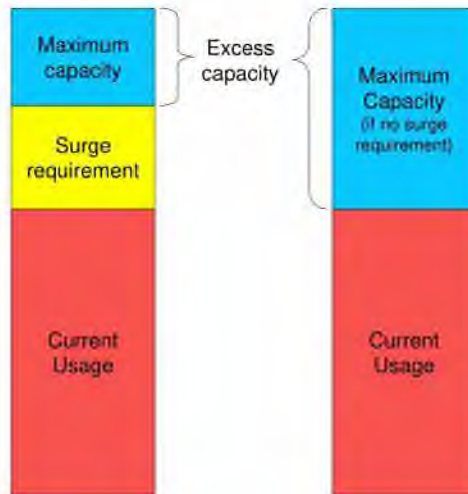 Maximum
capacity
Excess
capacity
Surge
requirement
Current
Usage
Maximum
Capacity
(if no surge
requirement)
Current
Usage